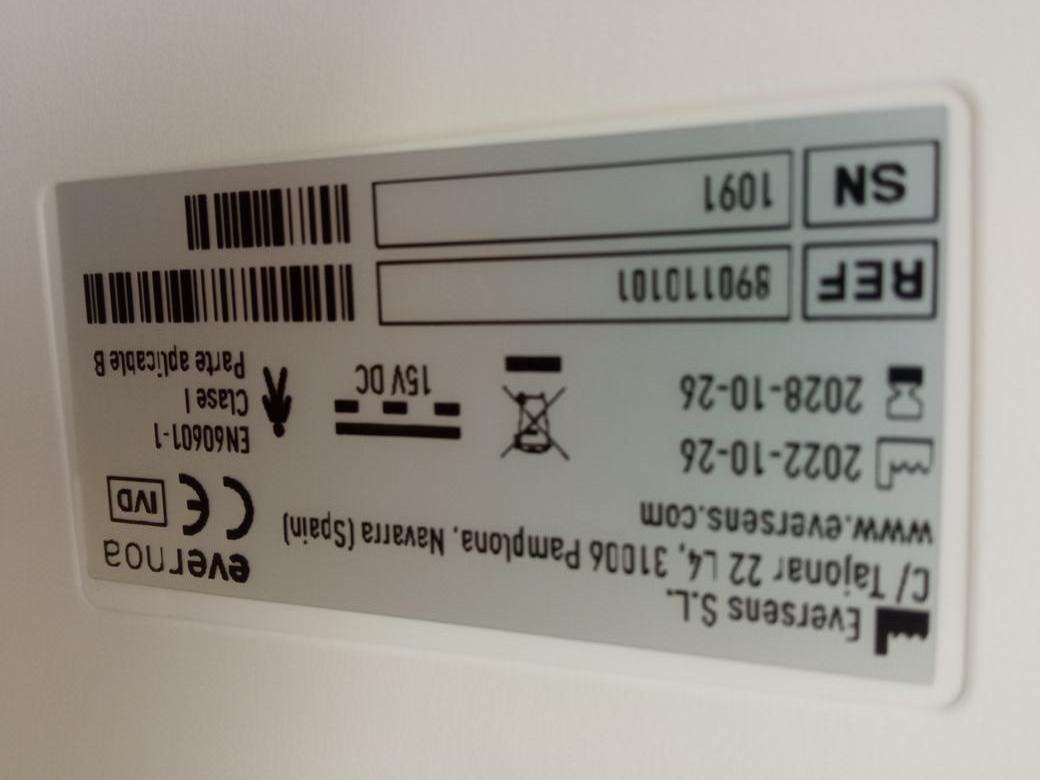 Eversens S.L.
C/ Tajonar 22 L4, 31006 Pamplona, Navarra (Spain)
www.eversens.com
evernoa
CE IVD
2022-10-26
2028-10-26
15V DC
EN60601-1
Clase I
Parte aplicable B
REF 890110101
SN 1091